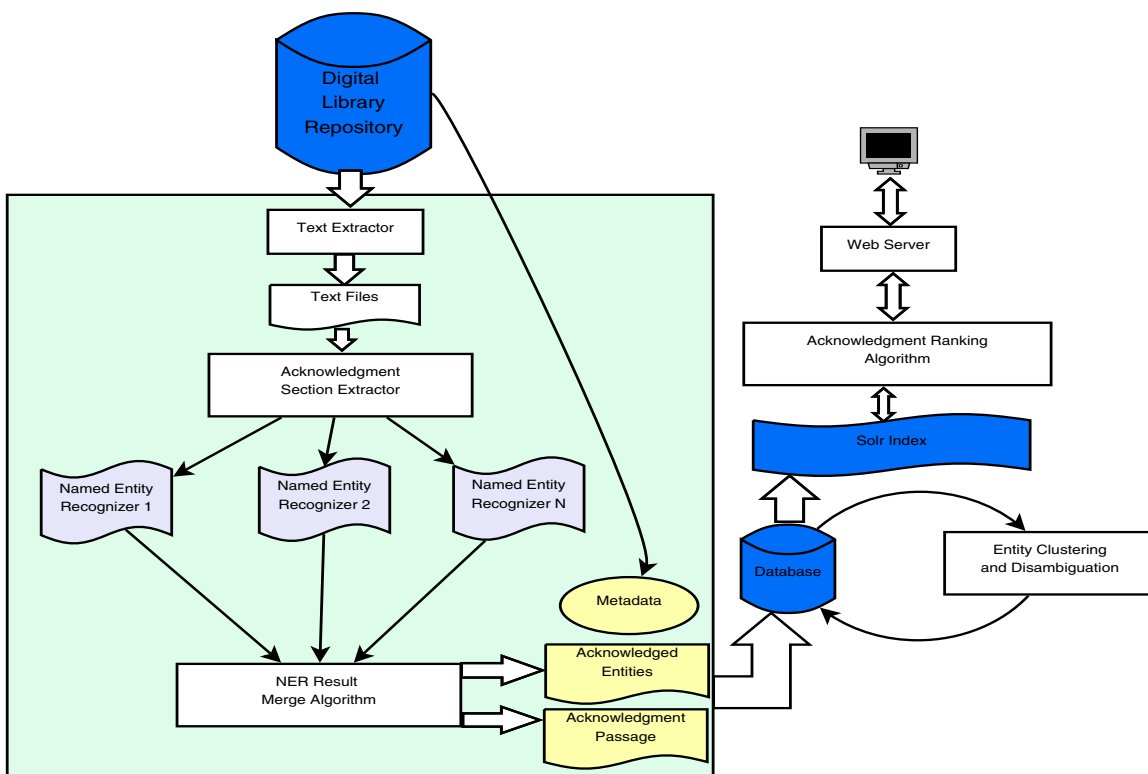 Digital
Library
Repository
Text Extractor
Text Files
Acknowledgment
Section Extractor
Named Entity
Recognizer 1
Named Entity
Recognizer 2
Named Entity
Recognizer N
Metadata
NER Result
Merge Algorithm
Acknowledged
Entities
Acknowledgment
Passage
Web Server
Acknowledgment Ranking
Algorithm
Solr Index
Database
Entity Clustering
and Disambiguation